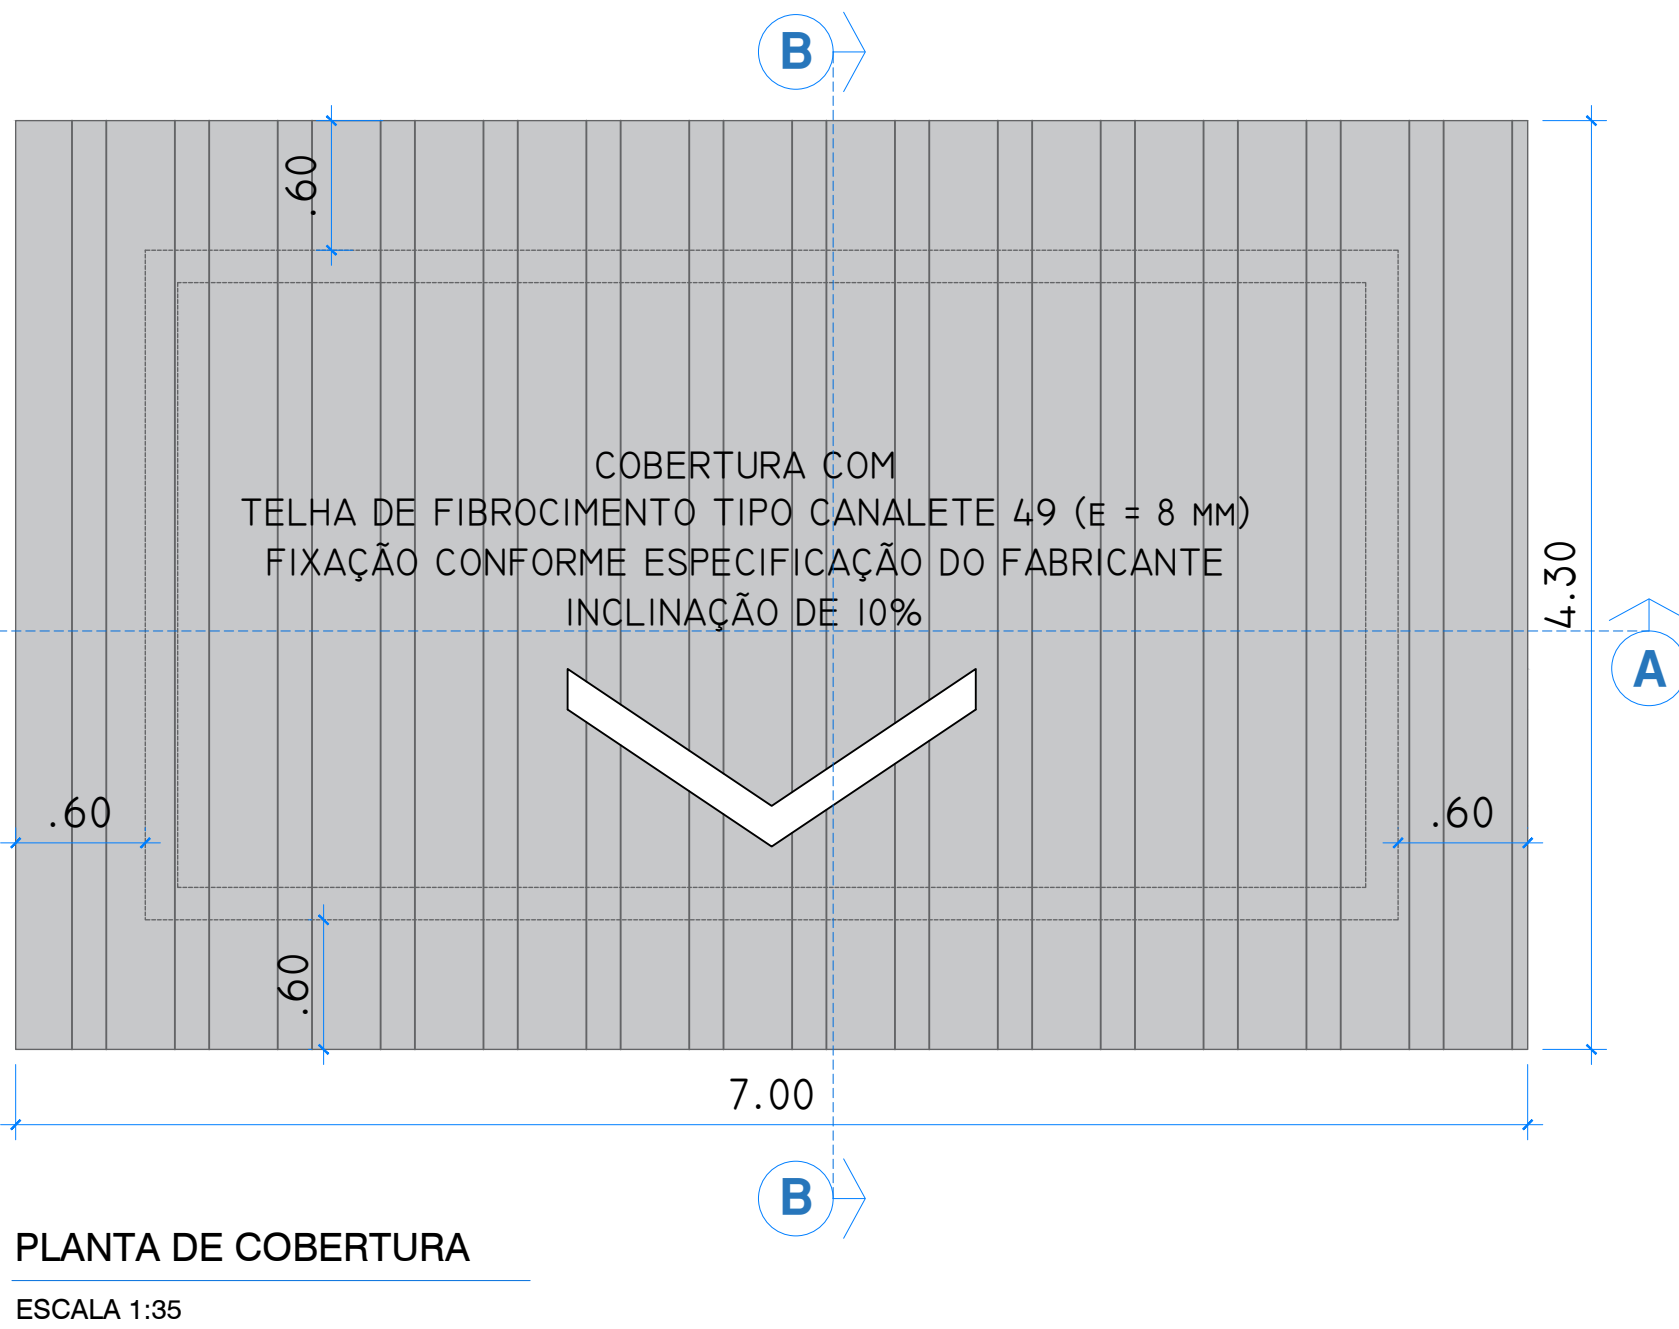 B
.60
COBERTURA COM
TELHA DE FIBROCIMENTO TIPO CANALETE 49 (E = 8 MM)
FIXAÇÃO CONFORME ESPECIFICAÇÃO DO FABRICANTE
INCLINAÇÃO DE 10%
4.30
A
.60
.60
.60
7.00
B
PLANTA DE COBERTURA
ESCALA 1:35